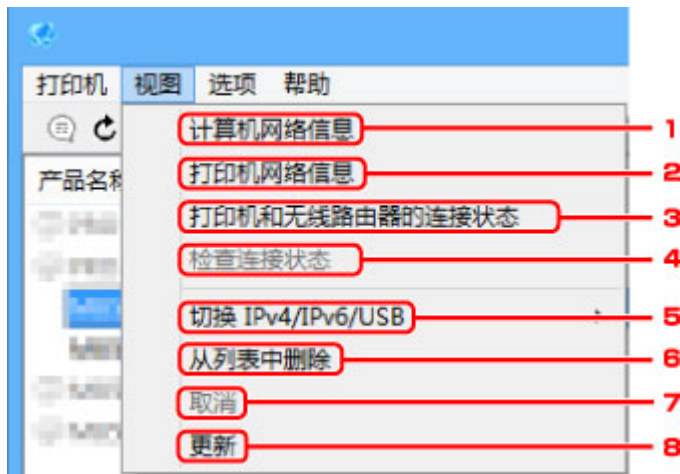 打印机 视图 选项 帮助
产品名称
计算机网络信息 1
打印机网络信息 2
打印机和无线路由器的连接状态 3
检查连接状态 4
切换 IPv4/IPv6/USB 5
从列表中删除 6
取消 7
更新 8